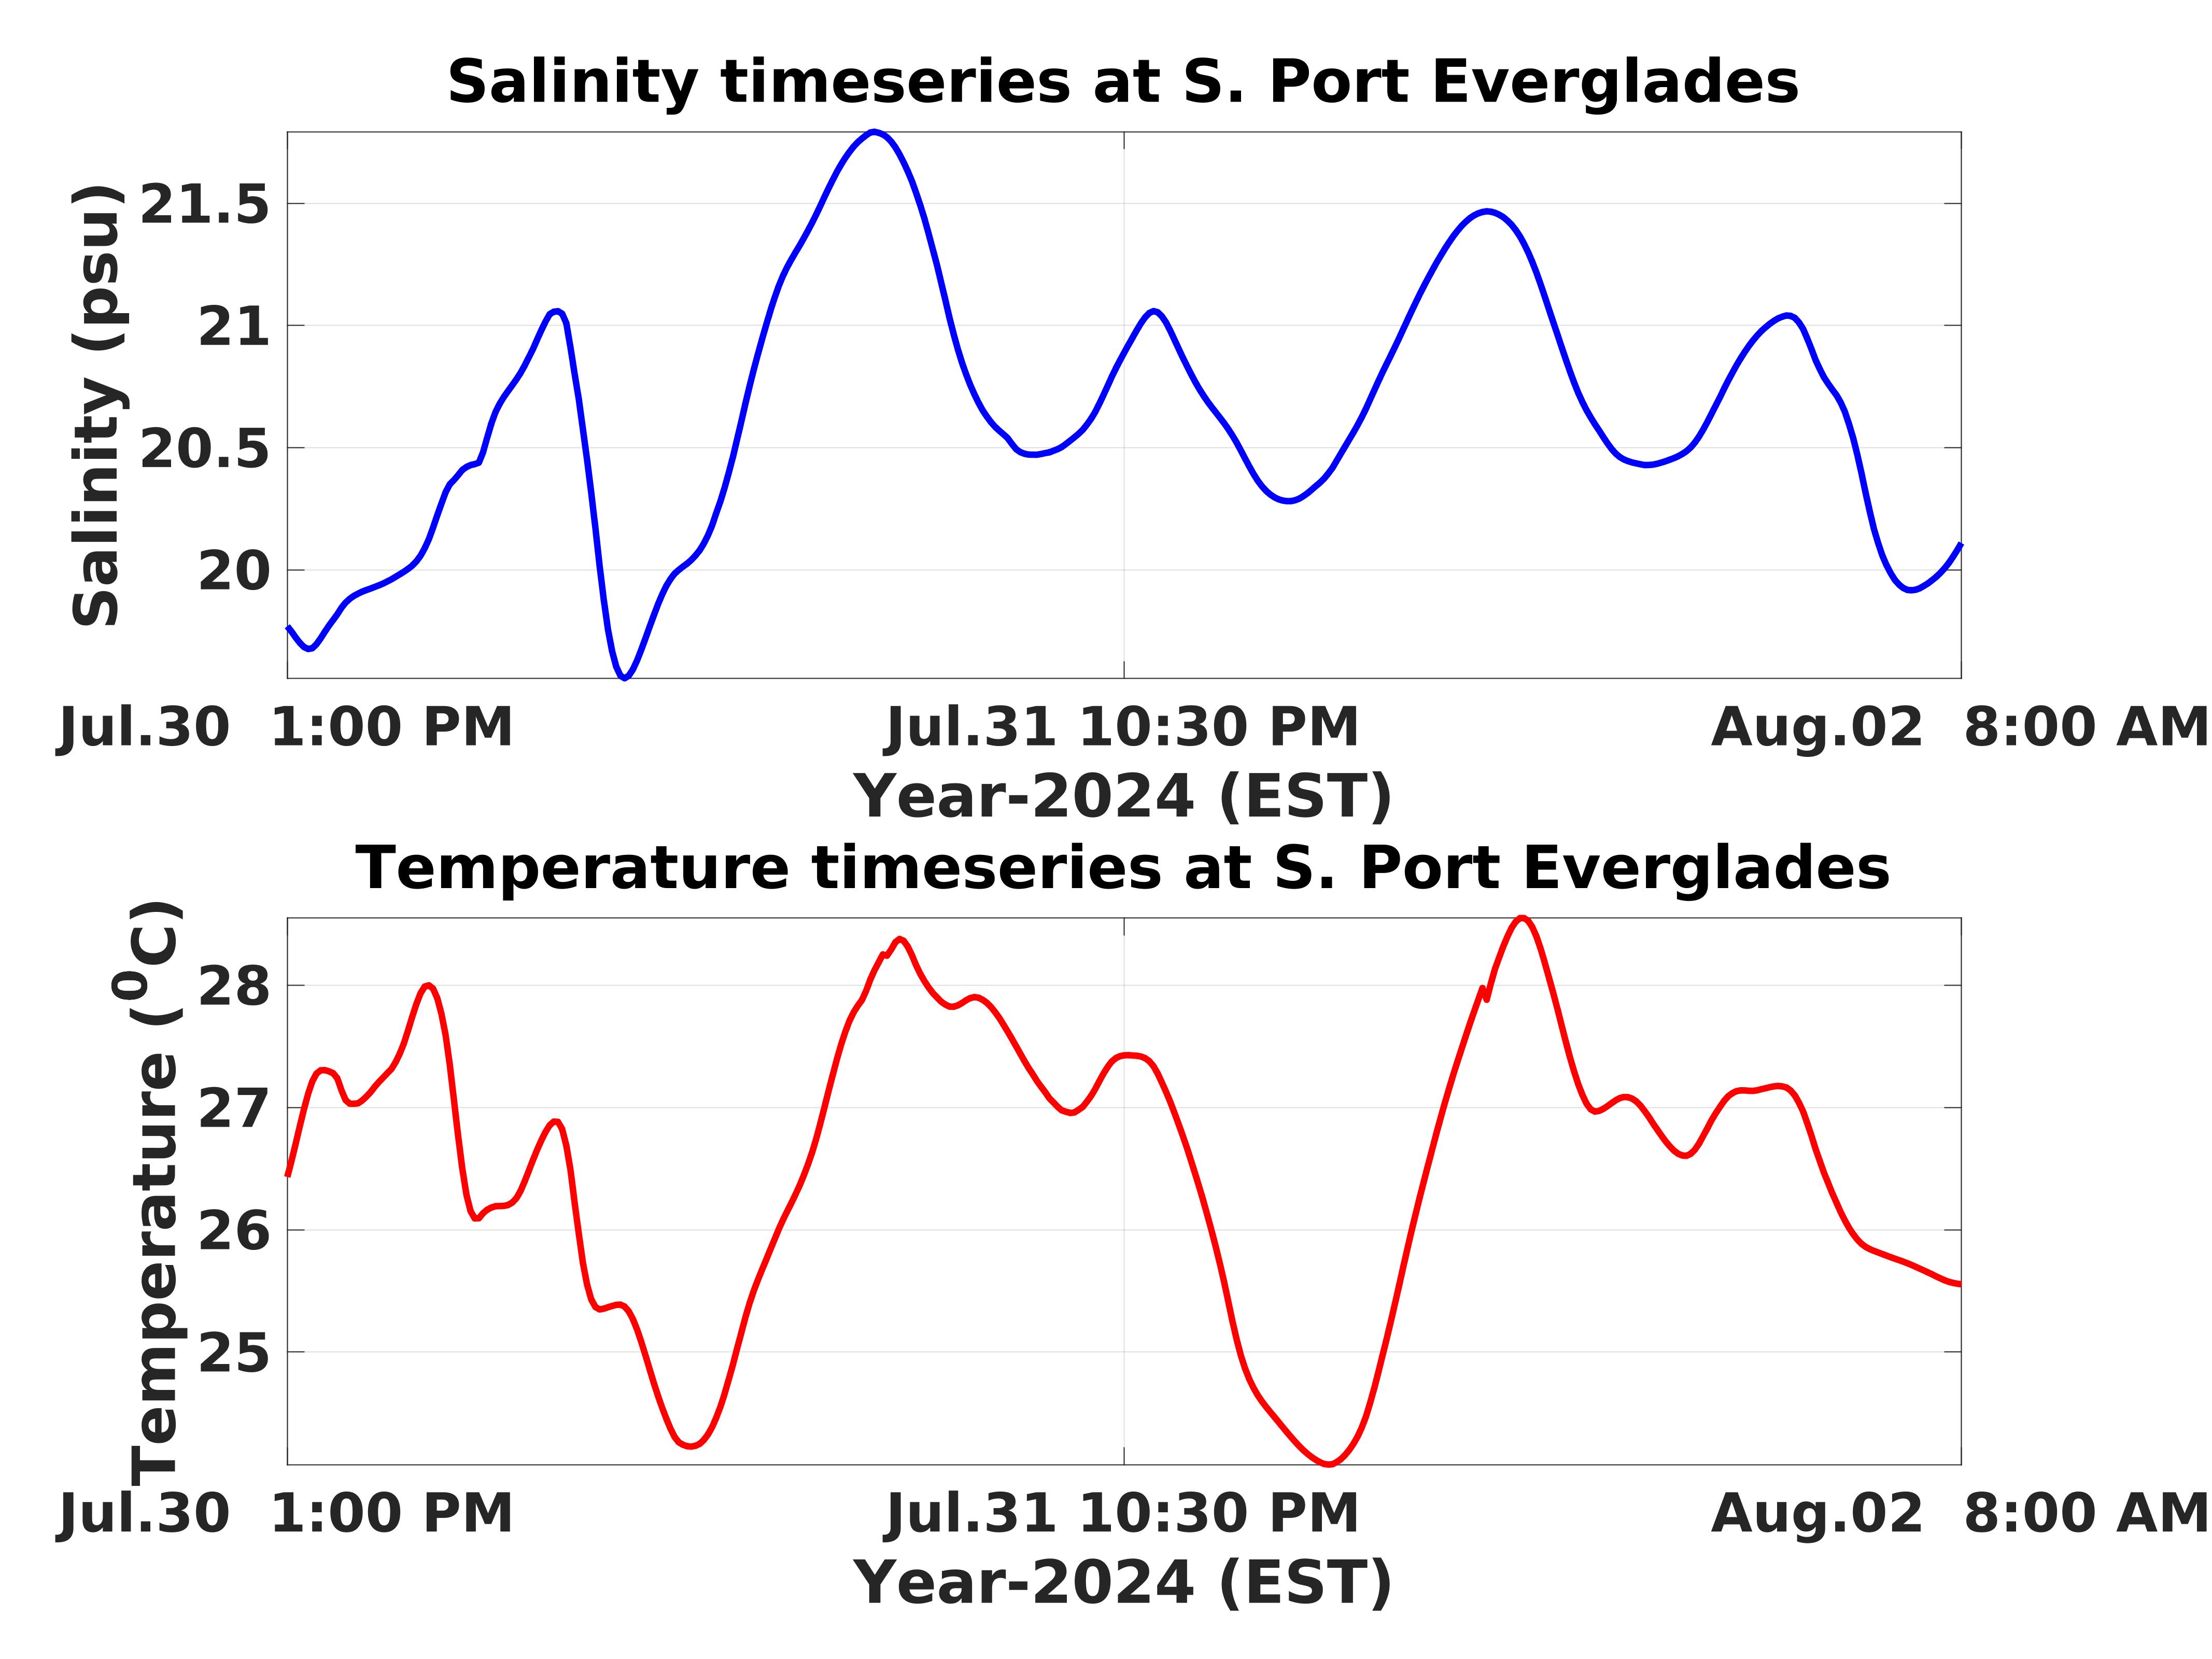 Salinity timeseries at S. Port Everglades
Salinity (psu)
21.5
21
20.5
20
Jul.30  1:00 PM
Jul.31 10:30 PM
Aug.02  8:00 AM
Year-2024 (EST)
Temperature timeseries at S. Port Everglades
Temperature (⁰C)
28
27
26
25
Jul.30  1:00 PM
Jul.31 10:30 PM
Aug.02  8:00 AM
Year-2024 (EST)